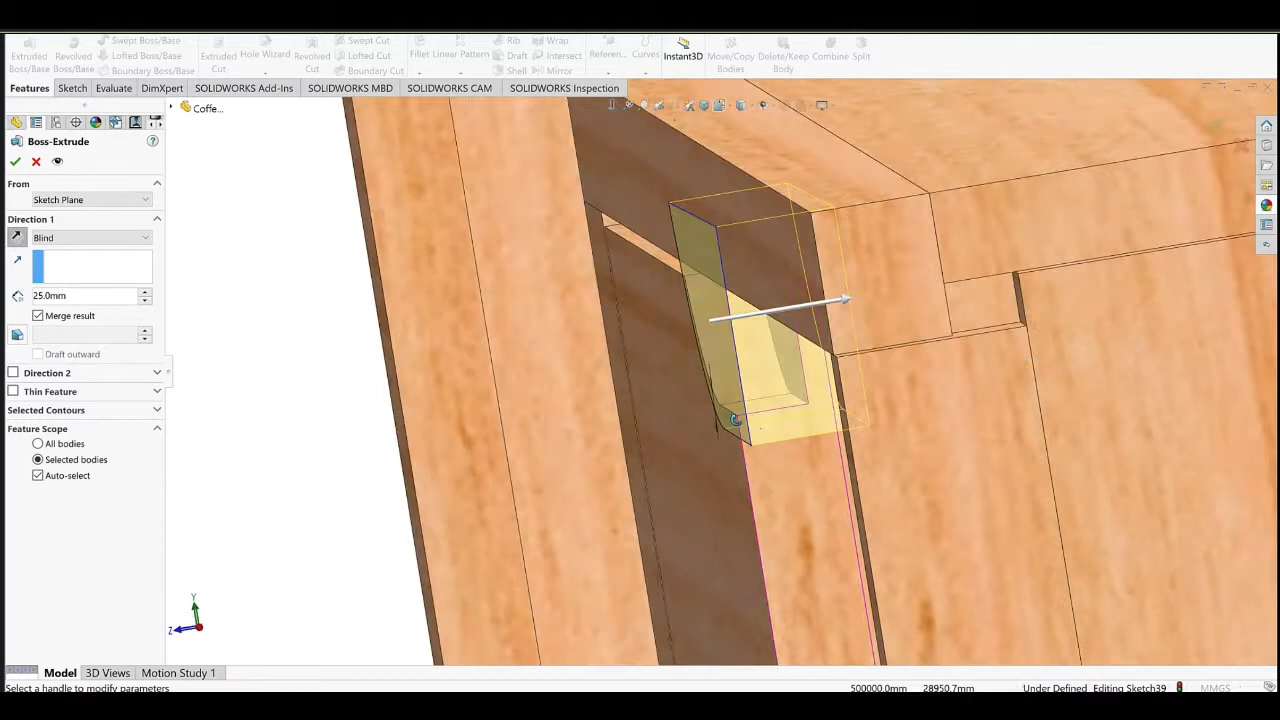 Swept Boss/Base Swept Cut Rib Wrap
Extruded Boss/Base Revolved Boss/Base Lofted Boss/Base Extruded Cut Hole Wizard Revolved Cut Lofted Cut Fillet Linear Pattern Draft Intersect Referen... Curves Instant3D Move/Copy Bodies Delete/Keep Body Combine Split
Boundary Boss/Base Boundary Cut Shell Mirror
Features Sketch Evaluate DimXpert SOLIDWORKS Add-Ins SOLIDWORKS MBD SOLIDWORKS CAM SOLIDWORKS Inspection
Coffe...
Boss-Extrude
From
Sketch Plane
Direction 1
Blind
25.0mm
Merge result
Draft outward
Direction 2
Thin Feature
Selected Contours
Feature Scope
All bodies
Selected bodies
Auto-select
Y
Z
Model 3D Views Motion Study 1
Select a handle to modify parameters 500000.0mm 28950.7mm Under Defined Editing Sketch39 MMGS